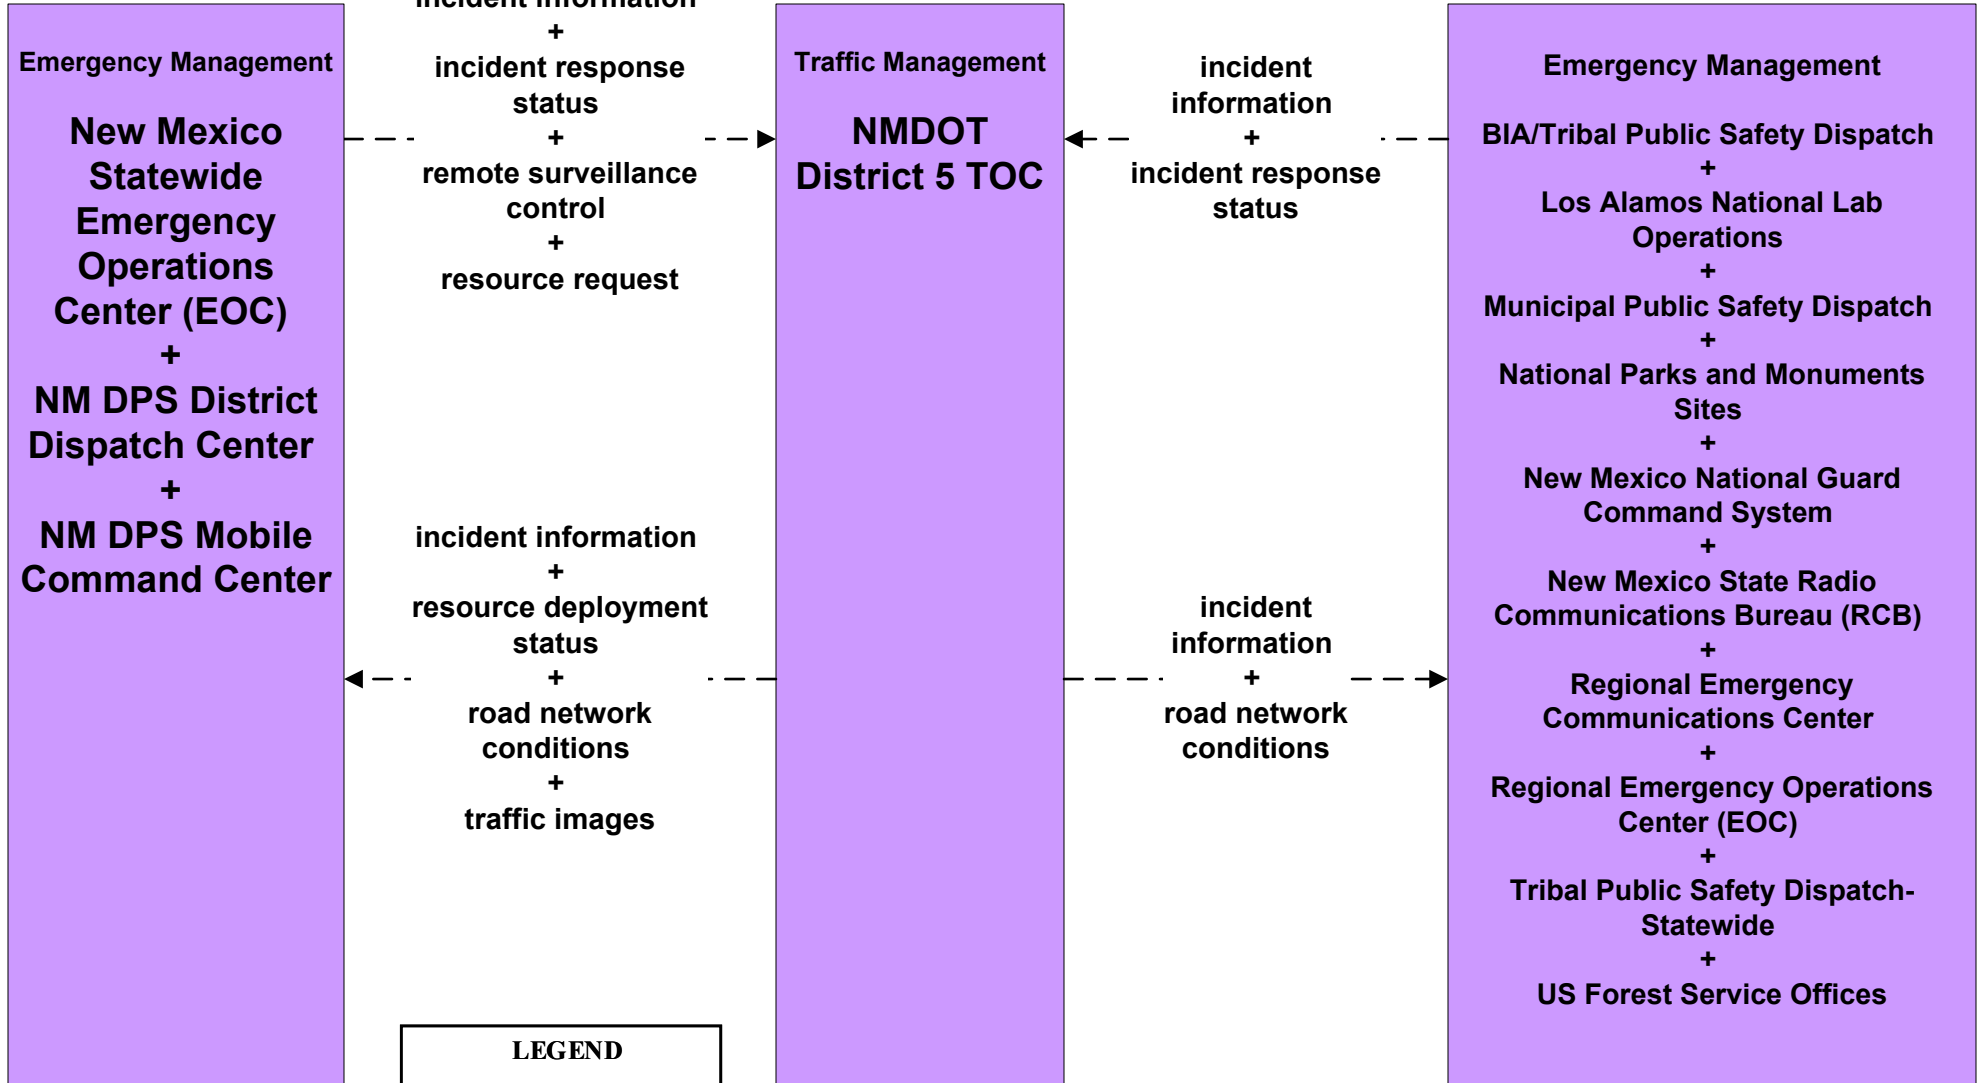 Emergency Management
New Mexico
Statewide
Emergency
Operations
Center (EOC)
+
NM DPS District
Dispatch Center
+
NM DPS Mobile
Command Center
incident information
+
incident response
status
+
remote surveillance
control
+
resource request
incident information
+
resource deployment
status
+
road network
conditions
+
traffic images
LEGEND
Traffic Management
NMDOT
District 5 TOC
incident
information
+
incident response
status
incident
information
+
road network
conditions
Emergency Management
BIA/Tribal Public Safety Dispatch
+
Los Alamos National Lab
Operations
+
Municipal Public Safety Dispatch
+
National Parks and Monuments
Sites
+
New Mexico National Guard
Command System
+
New Mexico State Radio
Communications Bureau (RCB)
+
Regional Emergency
Communications Center
+
Regional Emergency Operations
Center (EOC)
+
Tribal Public Safety Dispatch-
Statewide
+
US Forest Service Offices